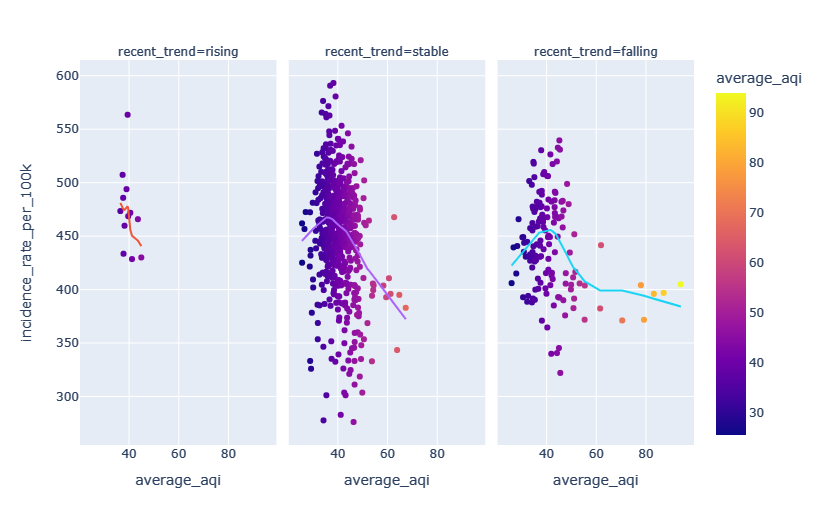 recent_trend=rising
recent_trend=stable
recent_trend=falling
average_aqi
600
550
500
450
400
350
300
incidence_rate_per_100k
90
80
70
60
50
40
30
40
60
80
40
60
80
40
60
80
average_aqi
average_aqi
average_aqi